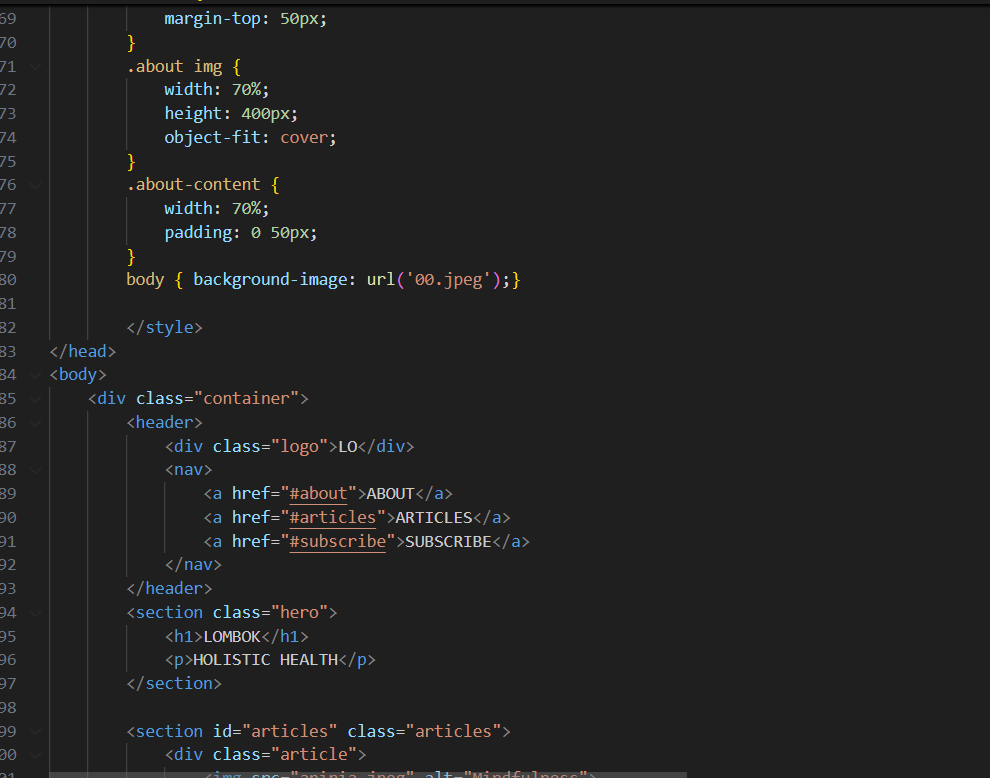 69 margin-top: 50px;
70 }
71 .about img {
72 width: 70%;
73 height: 400px;
74 object-fit: cover;
75 }
76 .about-content {
77 width: 70%;
78 padding: 0 50px;
79 }
80 body { background-image: url('00.jpeg');}
81
82 </style>
83 </head>
84 <body>
85 <div class="container">
86 <header>
87 <div class="logo">LO</div>
88 <nav>
89 <a href="#about">ABOUT</a>
90 <a href="#articles">ARTICLES</a>
91 <a href="#subscribe">SUBSCRIBE</a>
92 </nav>
93 </header>
94 <section class="hero">
95 <h1>LOMBOK</h1>
96 <p>HOLISTIC HEALTH</p>
97 </section>
98
99 <section id="articles" class="articles">
00 <div class="article">
<img alt="Mindfulness">